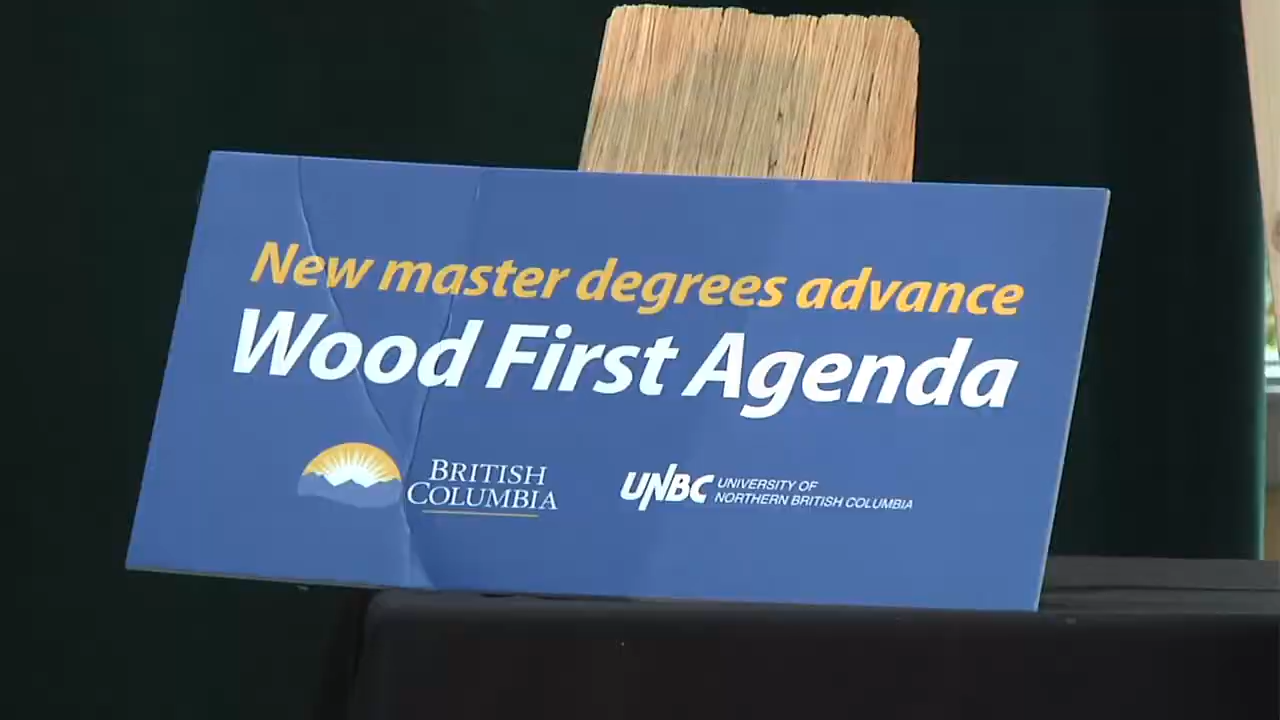 New master degrees advance
Wood First Agenda
BRITISH
COLUMBIA
UNBC
UNIVERSITY OF
NORTHERN BRITISH COLUMBIA